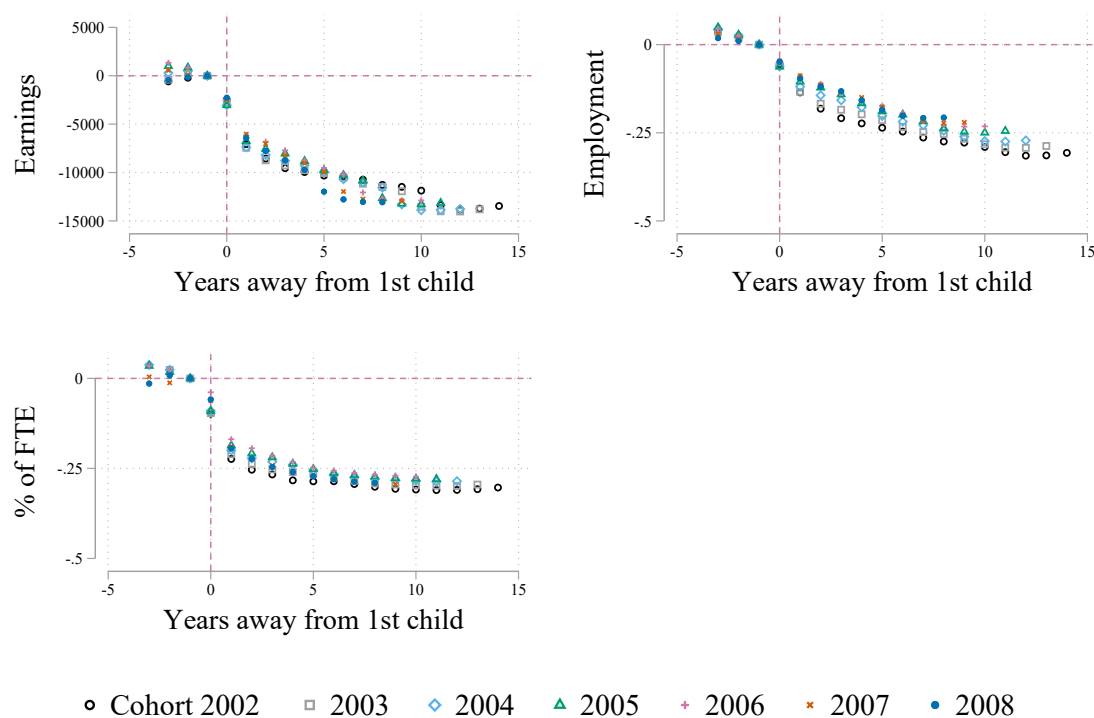 5000
0
-5000
-10000
-15000
Earnings
-5 0 5 10 15
Years away from 1st child
0
-.25
-.5
Employment
-5 0 5 10 15
Years away from 1st child
0
-.25
-.5
% of FTE
-5 0 5 10 15
Years away from 1st child
Cohort 2002 2003 2004 2005 2006 2007 2008